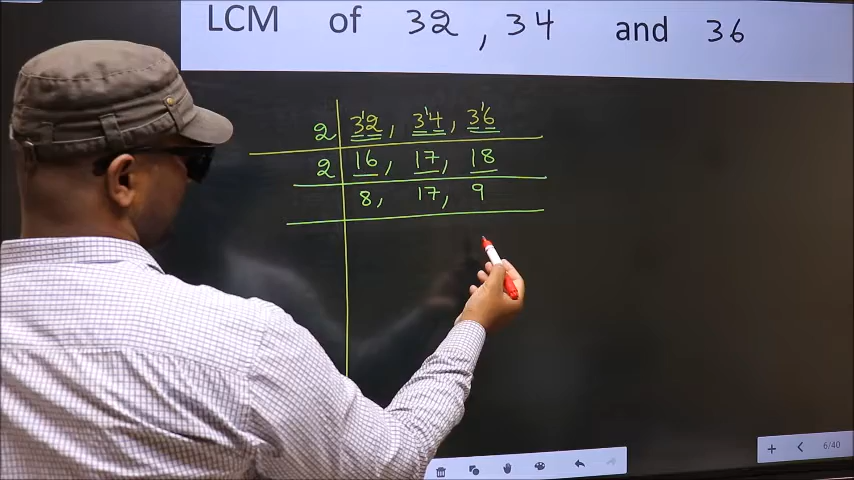 LCM of 32 , 34 and 36
2 32 , 34 , 36
2 16 , 17 , 18
8 , 17 , 9
6/40